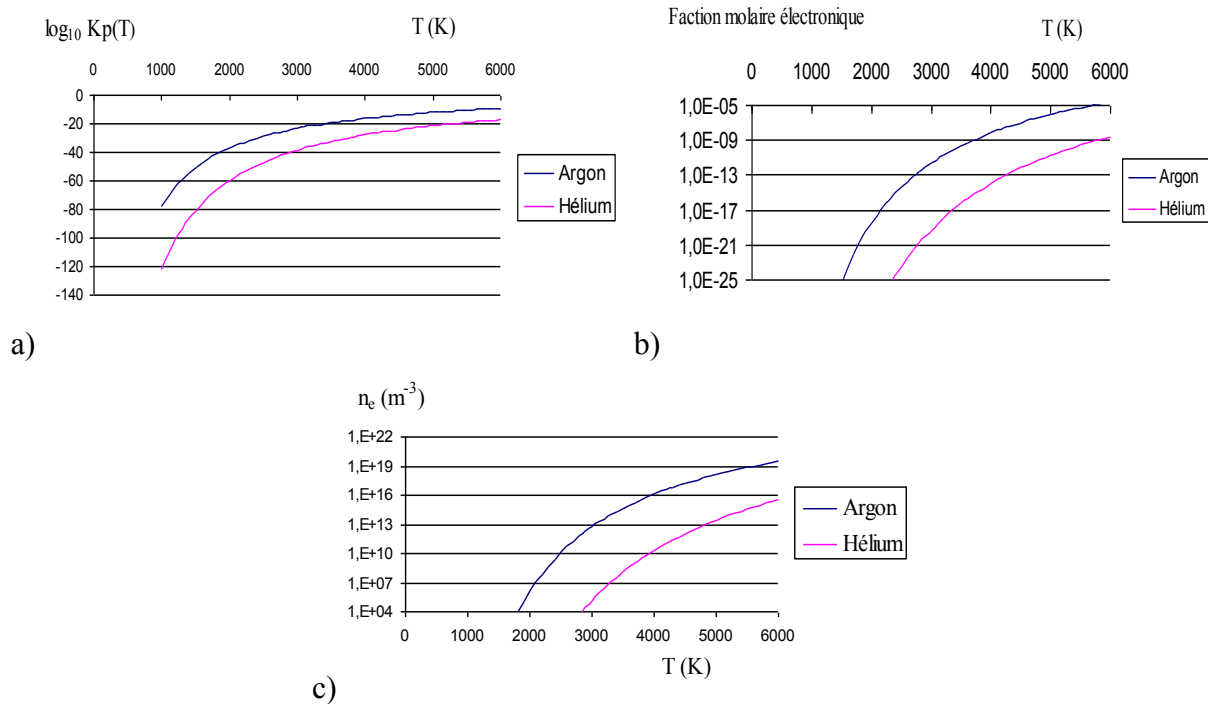 log₁₀ Kp(T)
T (K)
0 1000 2000 3000 4000 5000 6000
0
-20
-40
-60
-80
-100
-120
-140
Argon
Hélium
a)
Faction molaire électronique
T (K)
0 1000 2000 3000 4000 5000 6000
1,0E-05
1,0E-09
1,0E-13
1,0E-17
1,0E-21
1,0E-25
Argon
Hélium
b)
nₑ (m⁻³)
1,E+22
1,E+19
1,E+16
1,E+13
1,E+10
1,E+07
1,E+04
0 1000 2000 3000 4000 5000 6000
T (K)
Argon
Hélium
c)